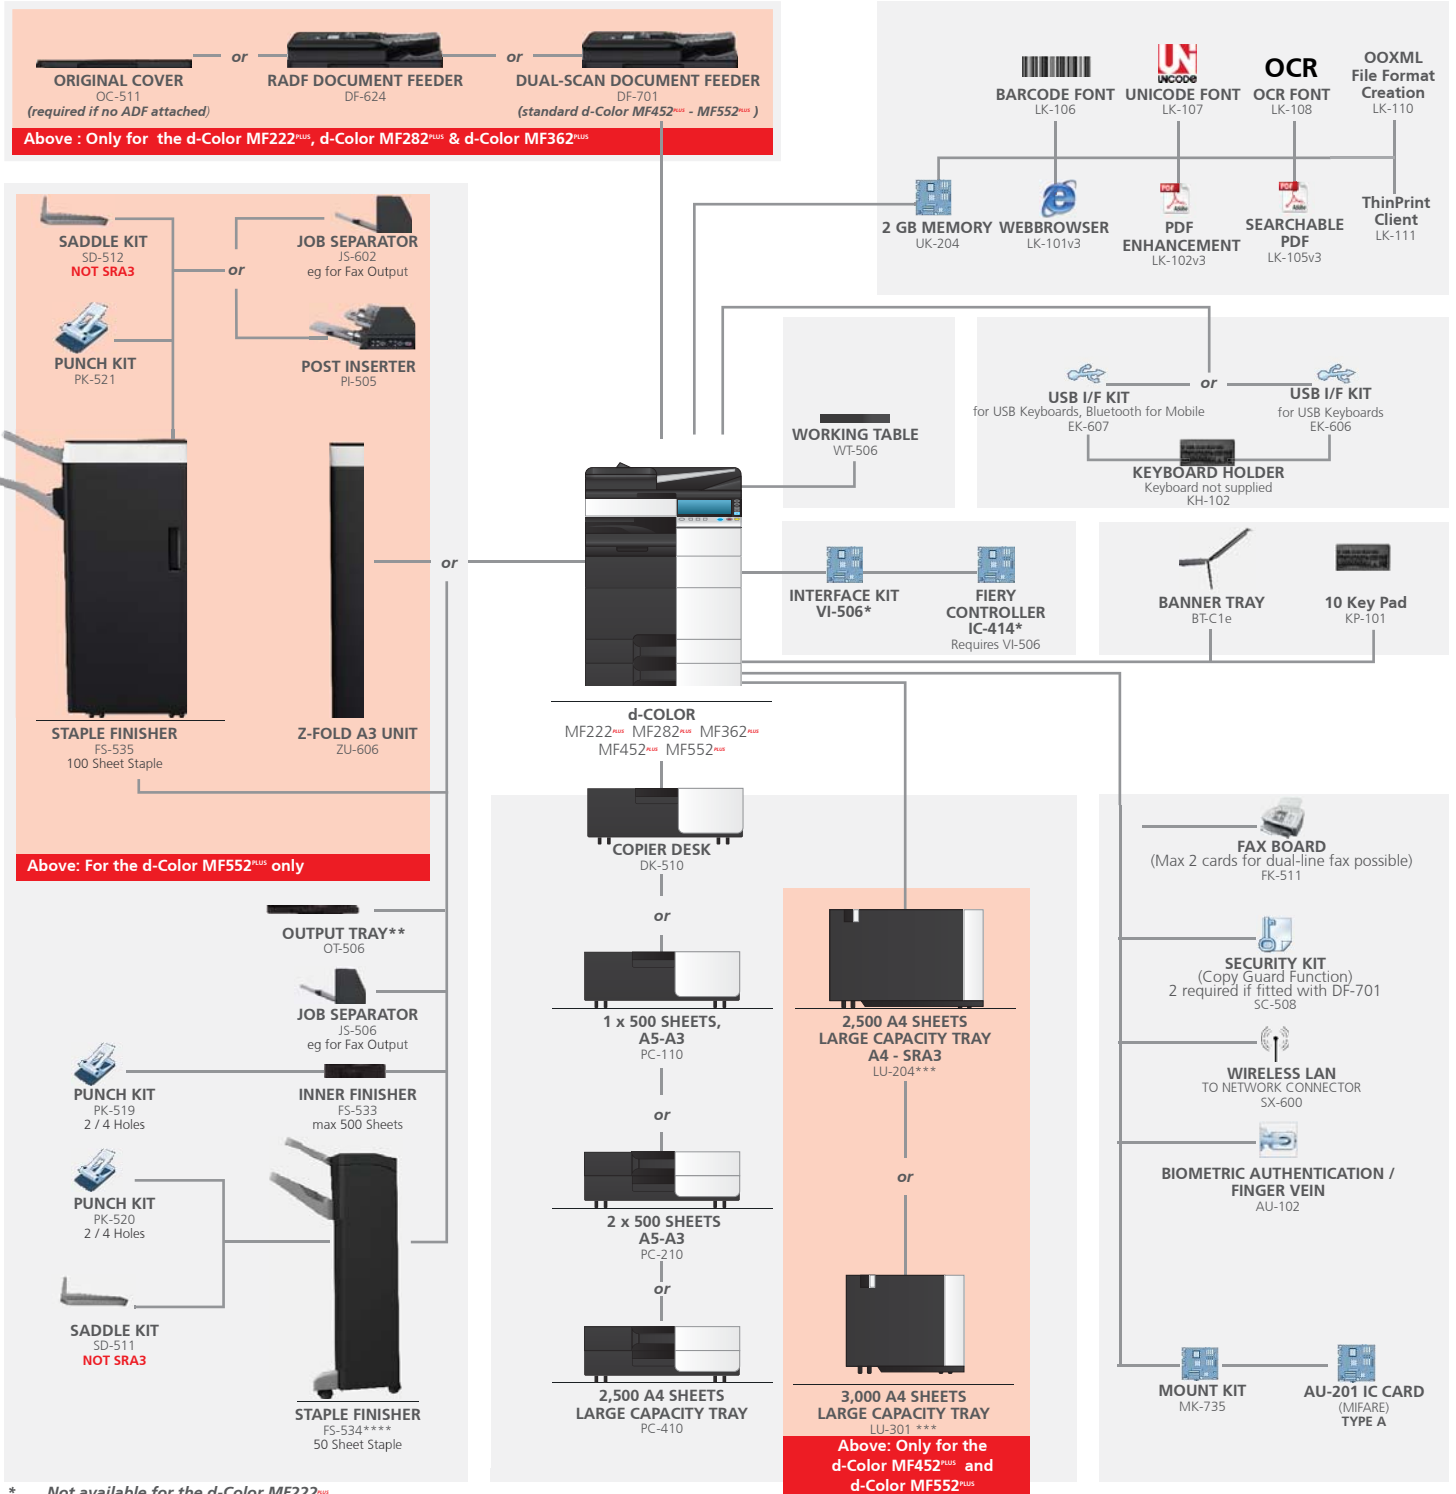 or
or
ORIGINAL COVER
OC-511
(required if no ADF attached)
RADF DOCUMENT FEEDER
DF-624
DUAL-SCAN DOCUMENT FEEDER
DF-701
(standard d-Color MF452PLUS - MF552PLUS )
Above : Only for the d-Color MF222PLUS, d-Color MF282PLUS & d-Color MF362PLUS
BARCODE FONT
LK-106
UN
UNICODE
UNICODE FONT
LK-107
OCR
OCR FONT
LK-108
OOXML
File Format
Creation
LK-110
2 GB MEMORY
UK-204
WEBBROWSER
LK-101v3
PDF
Adobe
PDF
ENHANCEMENT
LK-102v3
PDF
Adobe
SEARCHABLE
PDF
LK-105v3
ThinPrint
Client
LK-111
SADDLE KIT
SD-512
NOT SRA3
or
JOB SEPARATOR
JS-602
eg for Fax Output
PUNCH KIT
PK-521
POST INSERTER
PI-505
STAPLE FINISHER
FS-535
100 Sheet Staple
Z-FOLD A3 UNIT
ZU-606
Above: For the d-Color MF552PLUS only
or
WORKING TABLE
WT-506
or
USB I/F KIT
for USB Keyboards, Bluetooth for Mobile
EK-607
USB I/F KIT
for USB Keyboards
EK-606
KEYBOARD HOLDER
Keyboard not supplied
KH-102
INTERFACE KIT
VI-506*
FIERY
CONTROLLER
IC-414*
Requires VI-506
BANNER TRAY
BT-C1e
10 Key Pad
KP-101
d-COLOR
MF222PLUS MF282PLUS MF362PLUS
MF452PLUS MF552PLUS
COPIER DESK
DK-510
or
1 x 500 SHEETS,
A5-A3
PC-110
or
2 x 500 SHEETS
A5-A3
PC-210
or
2,500 A4 SHEETS
LARGE CAPACITY TRAY
PC-410
2,500 A4 SHEETS
LARGE CAPACITY TRAY
A4 - SRA3
LU-204***
or
3,000 A4 SHEETS
LARGE CAPACITY TRAY
LU-301 ***
Above: Only for the
d-Color MF452PLUS and
d-Color MF552PLUS
OUTPUT TRAY**
OT-506
JOB SEPARATOR
JS-506
eg for Fax Output
PUNCH KIT
PK-519
2 / 4 Holes
INNER FINISHER
FS-533
max 500 Sheets
PUNCH KIT
PK-520
2 / 4 Holes
SADDLE KIT
SD-511
NOT SRA3
STAPLE FINISHER
FS-534****
50 Sheet Staple
FAX BOARD
(Max 2 cards for dual-line fax possible)
FK-511
SECURITY KIT
(Copy Guard Function)
2 required if fitted with DF-701
SC-508
WIRELESS LAN
TO NETWORK CONNECTOR
SX-600
BIOMETRIC AUTHENTICATION /
FINGER VEIN
AU-102
MOUNT KIT
MK-735
AU-201 IC CARD
(MIFARE)
TYPE A
* Not available for the d-Color MF222PLUS